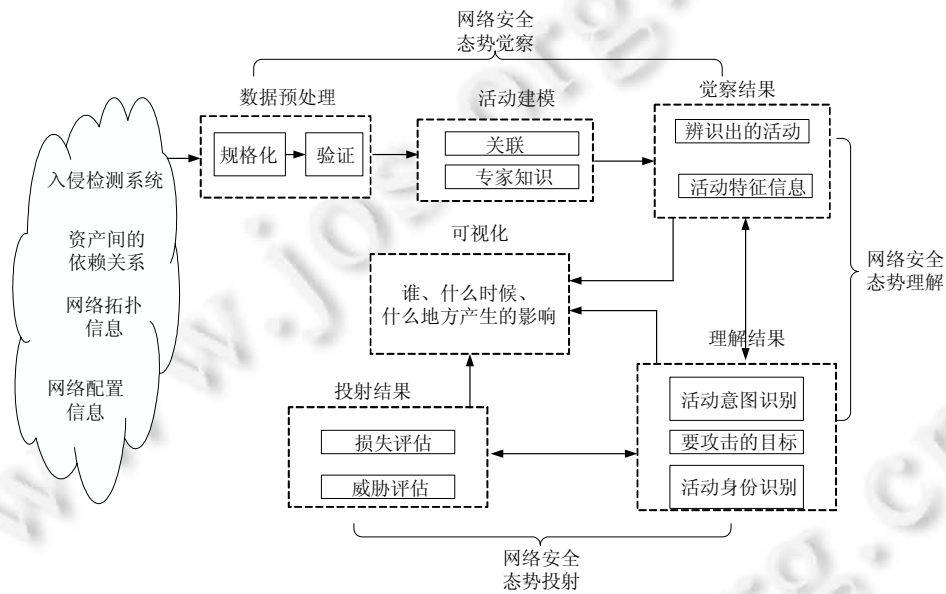 网络安全
态势觉察
数据预处理
活动建模
觉察结果
规格化
验证
关联
专家知识
辨识出的活动
活动特征信息
入侵检测系统
资产间的
依赖关系
网络拓扑
信息
网络配置
信息
可视化
谁、什么时候、
什么地方产生的影响
网络安全
态势理解
理解结果
活动意图识别
要攻击的目标
活动身份识别
投射结果
损失评估
威胁评估
网络安全
态势投射